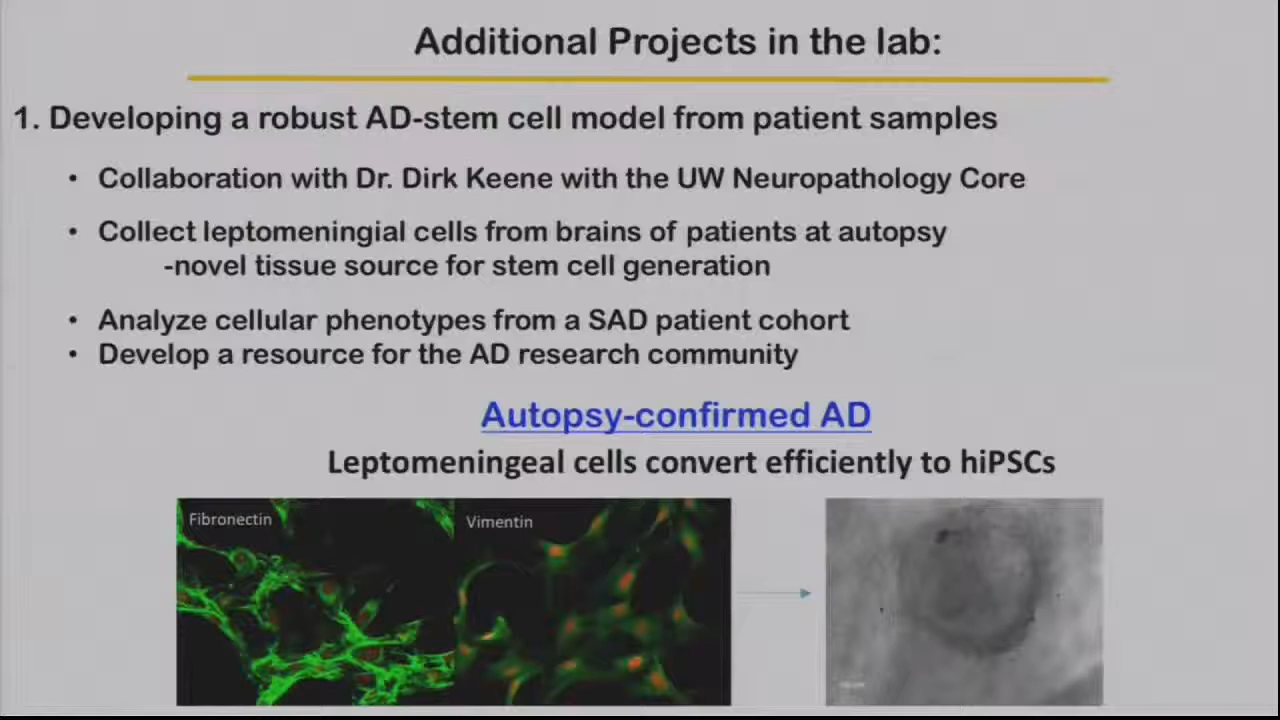 Additional Projects in the lab:
1. Developing a robust AD-stem cell model from patient samples
• Collaboration with Dr. Dirk Keene with the UW Neuropathology Core
• Collect leptomeningial cells from brains of patients at autopsy
-novel tissue source for stem cell generation
• Analyze cellular phenotypes from a SAD patient cohort
• Develop a resource for the AD research community
Autopsy-confirmed AD
Leptomeningeal cells convert efficiently to hiPSCs
Fibronectin
Vimentin